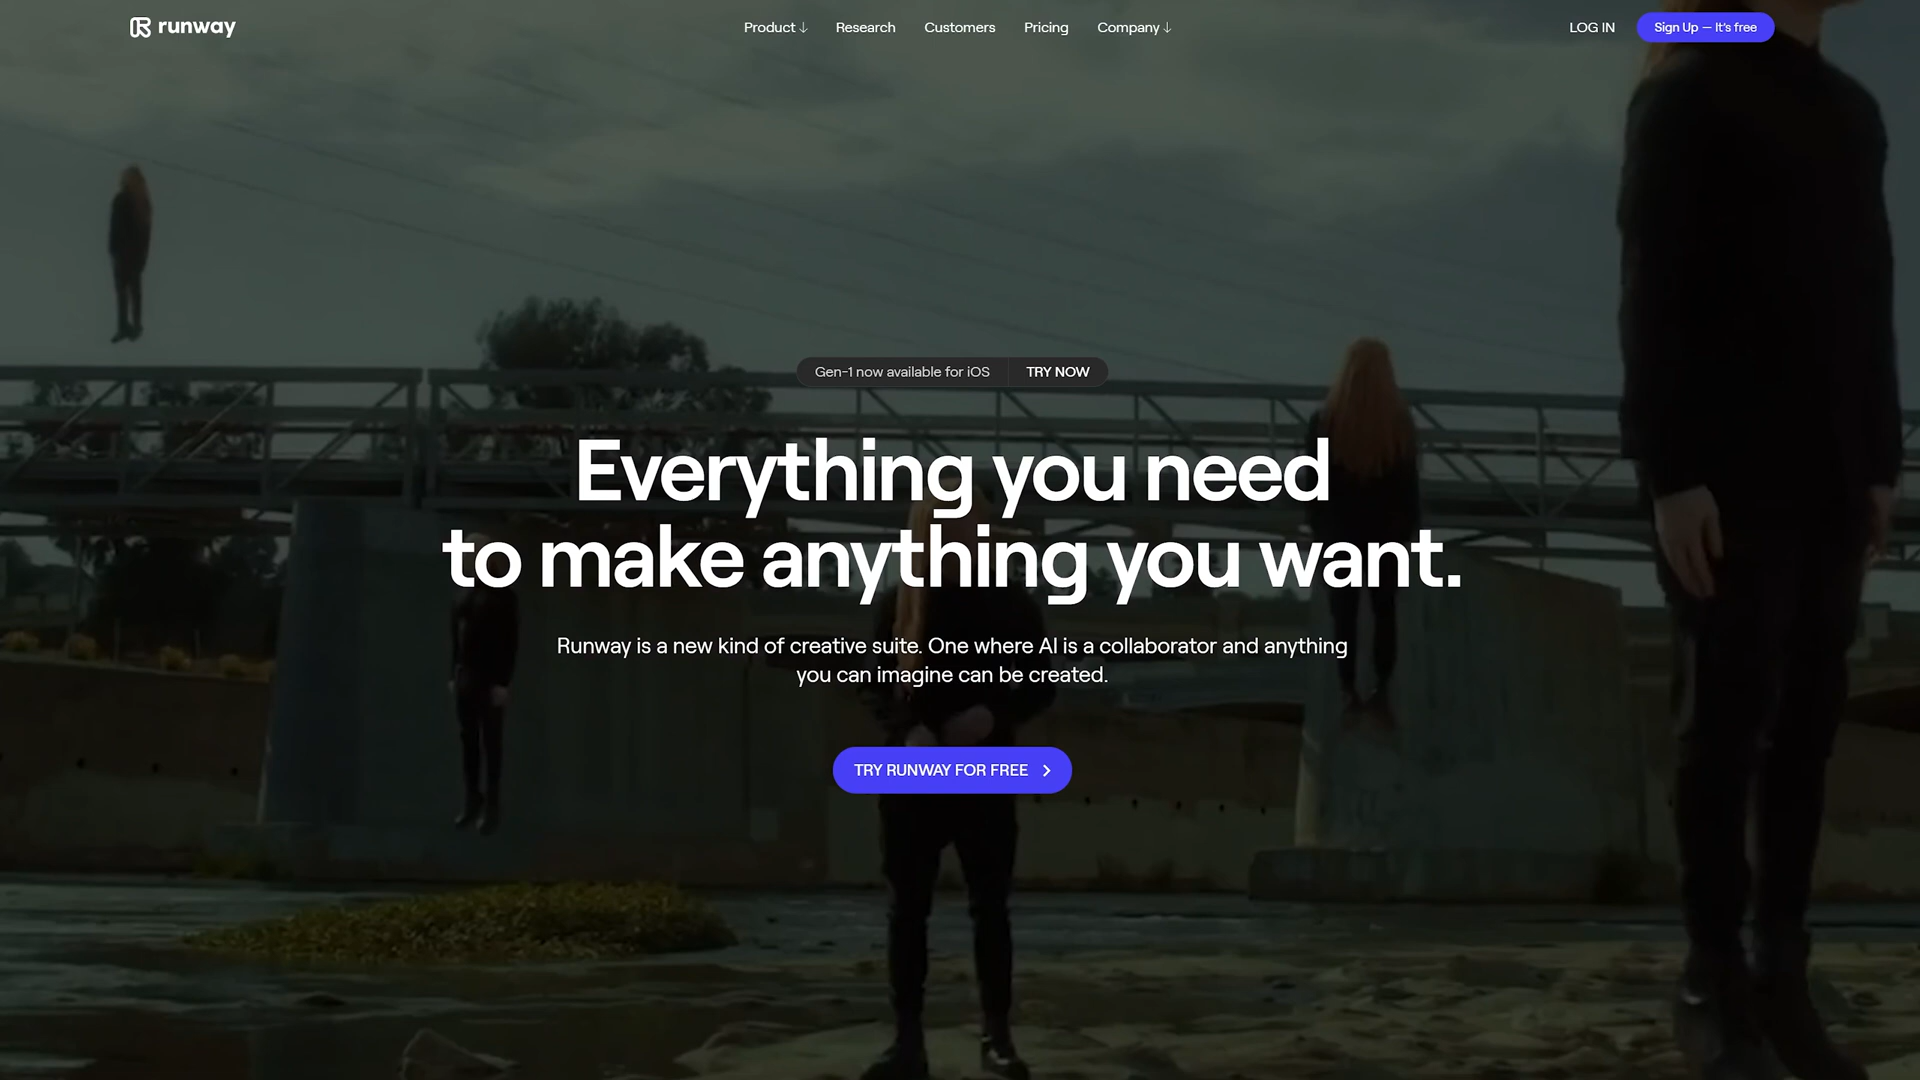 runway
Product ↓
Research
Customers
Pricing
Company ↓
LOG IN
Sign Up — It's free
Gen-1 now available for iOS
TRY NOW
Everything you need
to make anything you want.
Runway is a new kind of creative suite. One where AI is a collaborator and anything
you can imagine can be created.
TRY RUNWAY FOR FREE